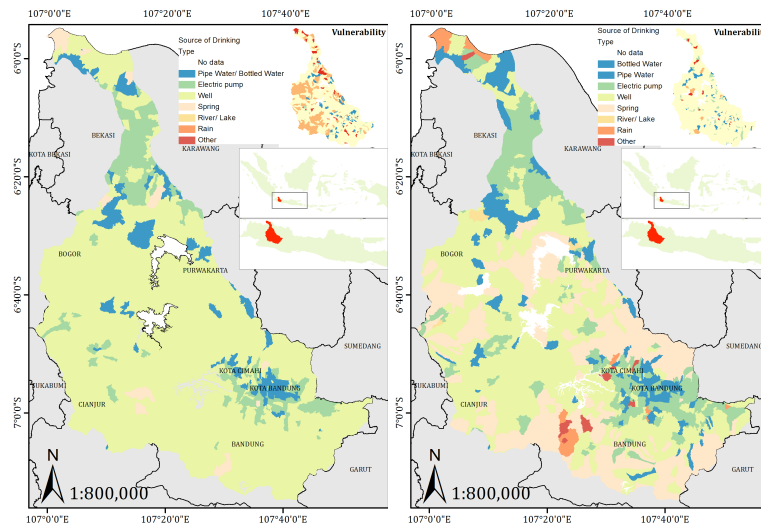 107°0'0"E 107°20'0"E 107°40'0"E
6°0'0"S
6°20'0"S
6°40'0"S
7°0'0"S
Source of Drinking
Type
No data
Pipe Water/ Bottled Water
Electric pump
Well
Spring
River/ Lake
Rain
Other
Vulnerability
BEKASI
KOTA BEKASI
KARAWANG
BOGOR
PURWAKARTA
SUMEDANG
KOTA CIMAHI
KOTA BANDUNG
SUKABUMI
CIANJUR
BANDUNG
GARUT
N
1:800,000
107°0'0"E 107°20'0"E 107°40'0"E
107°0'0"E 107°20'0"E 107°40'0"E
6°0'0"S
6°20'0"S
6°40'0"S
7°0'0"S
Source of Drinking
Type
No data
Bottled Water
Pipe Water
Electric pump
Well
Spring
River/ Lake
Rain
Other
Vulnerabilit
BEKASI
KOTA BEKASI
KARAWANG
BOGOR
PURWAKARTA
SUMEDANG
KOTA CIMAHI
KOTA BANDUNG
SUKABUMI
CIANJUR
BANDUNG
GARUT
N
1:800,000
107°0'0"E 107°20'0"E 107°40'0"E